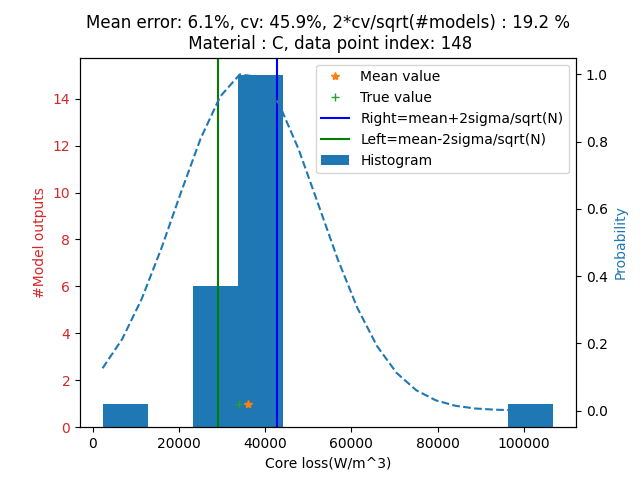 Mean error: 6.1%, cv: 45.9%, 2*cv/sqrt(#models) : 19.2 %
Material : C, data point index: 148
Mean value
True value
Right=mean+2sigma/sqrt(N)
Left=mean-2sigma/sqrt(N)
Histogram
#Model outputs
14
12
10
8
6
4
2
0
1.0
0.8
0.6
0.4
0.2
0.0
Probability
0 20000 40000 60000 80000 100000
Core loss(W/m^3)